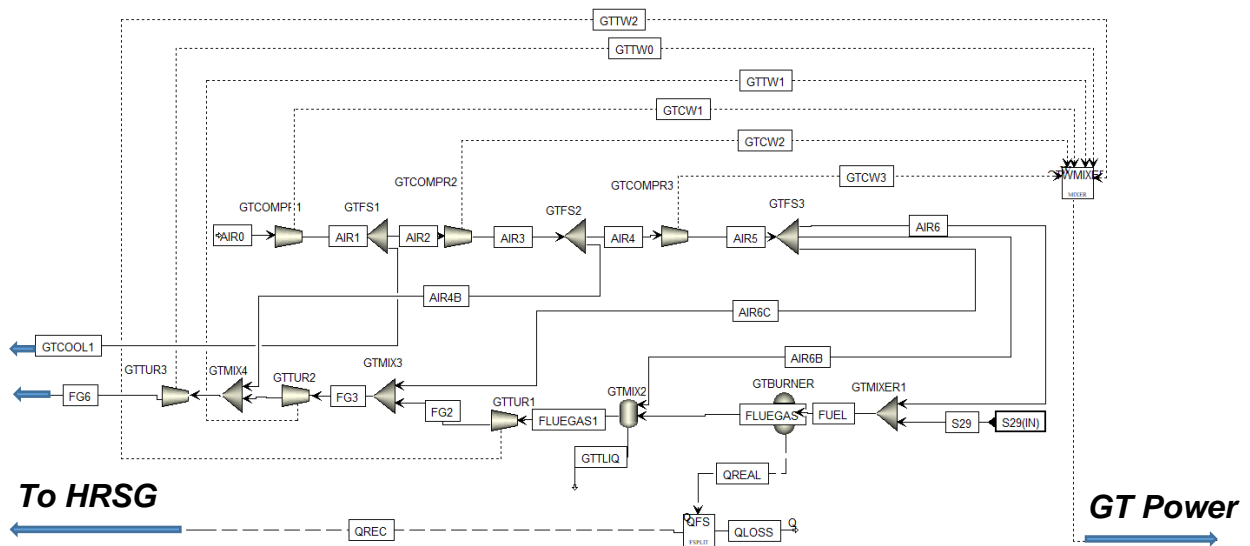 GTTW2
GTTW0
GTTW1
GTCW1
GTCW2
GTCOMPR2
GTCW3
GTCOMPR3
MIXER
GTFS1
GTFS2
GTFS3
AIR0
AIR1
AIR2
AIR3
AIR4
AIR5
AIR6
AIR4B
AIR6C
GTCOOL1
AIR6B
GTTUR3
GTMIX4
GTTUR2
GTMIX3
GTMIX2
GTBURNER
GTMIXER1
FG6
FG3
FG2
GTTUR1
FLUEGAS1
FLUEGAS
FUEL
S29
S29(IN)
GTTLIQ
QREAL
To HRSG
GT Power
QREC
Q
QFS
FSPLIT
QLOSS
Q